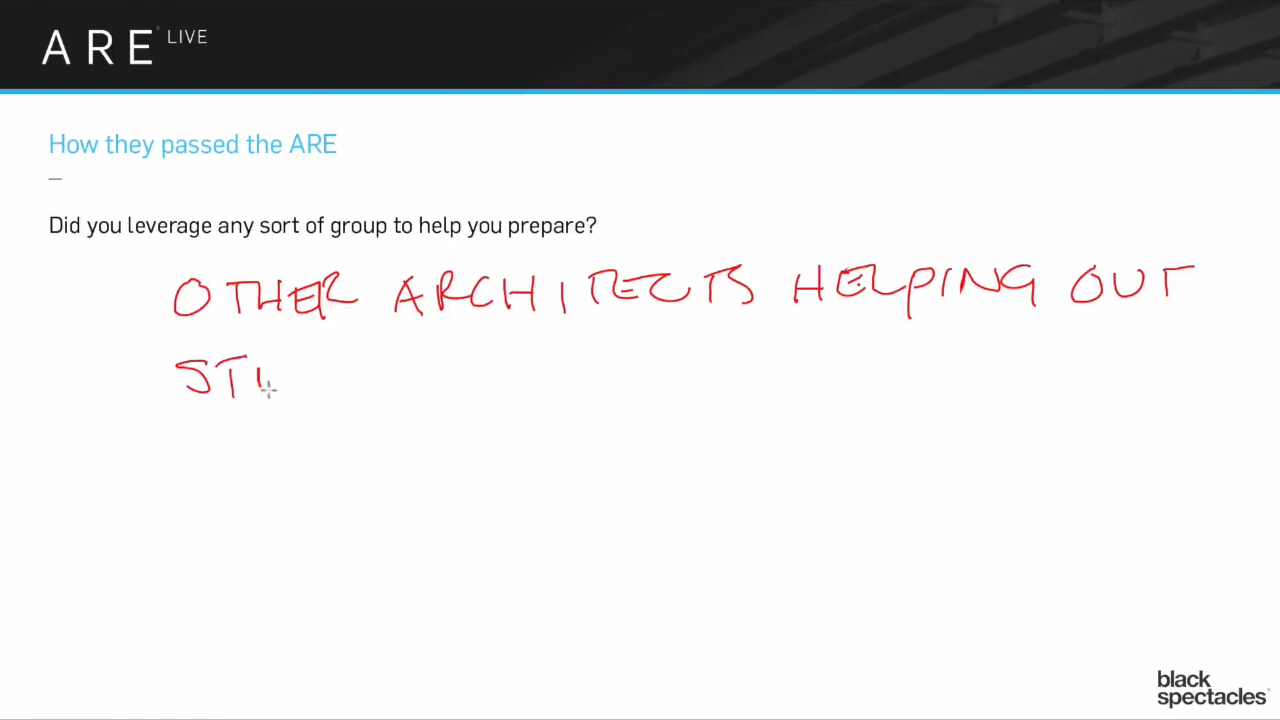 ARE LIVE
How they passed the ARE
Did you leverage any sort of group to help you prepare?
OTHER ARCHITECTS HELPING OUT
black
spectacles